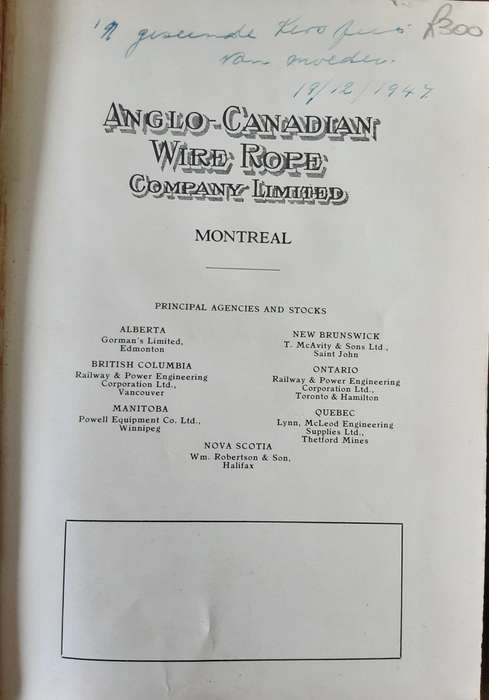 'n geseënde Kersfees R300
van moeder.
19/12/1947
ANGLO-CANADIAN
WIRE ROPE
COMPANY LIMITED
MONTREAL
PRINCIPAL AGENCIES AND STOCKS
ALBERTA
Gorman's Limited,
Edmonton
BRITISH COLUMBIA
Railway & Power Engineering
Corporation Ltd.,
Vancouver
MANITOBA
Powell Equipment Co. Ltd.,
Winnipeg
NEW BRUNSWICK
T. McAvity & Sons Ltd.,
Saint John
ONTARIO
Railway & Power Engineering
Corporation Ltd.,
Toronto & Hamilton
QUEBEC
Lynn, McLeod Engineering
Supplies Ltd.,
Thetford Mines
NOVA SCOTIA
Wm. Robertson & Son,
Halifax